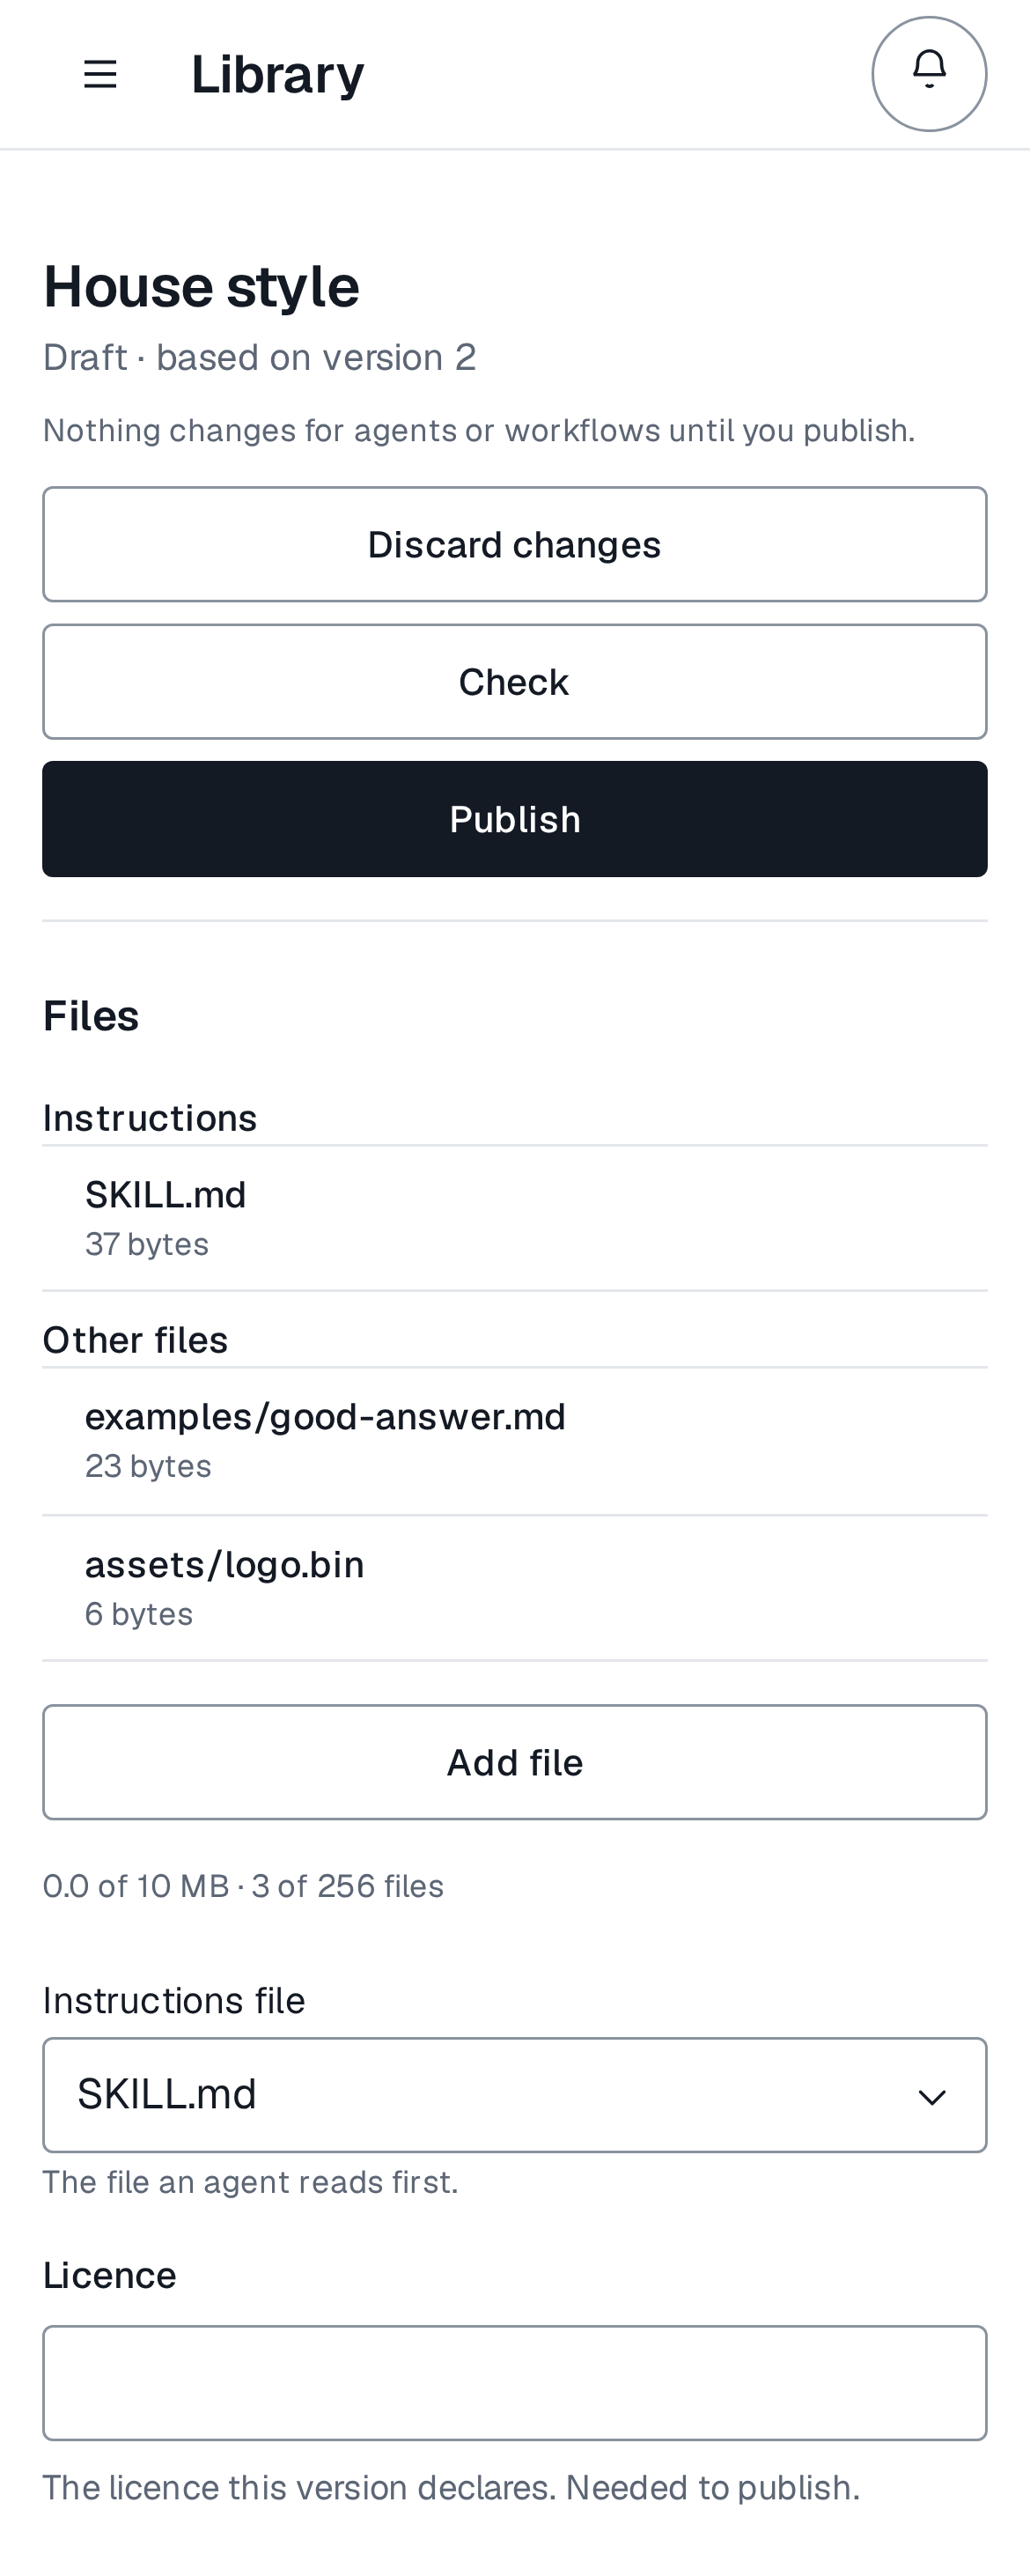 Library
House style
Draft · based on version 2
Nothing changes for agents or workflows until you publish.
Discard changes
Check
Publish
Files
Instructions
SKILL.md
37 bytes
Other files
examples/good-answer.md
23 bytes
assets/logo.bin
6 bytes
Add file
0.0 of 10 MB · 3 of 256 files
Instructions file
SKILL.md
The file an agent reads first.
Licence
The licence this version declares. Needed to publish.